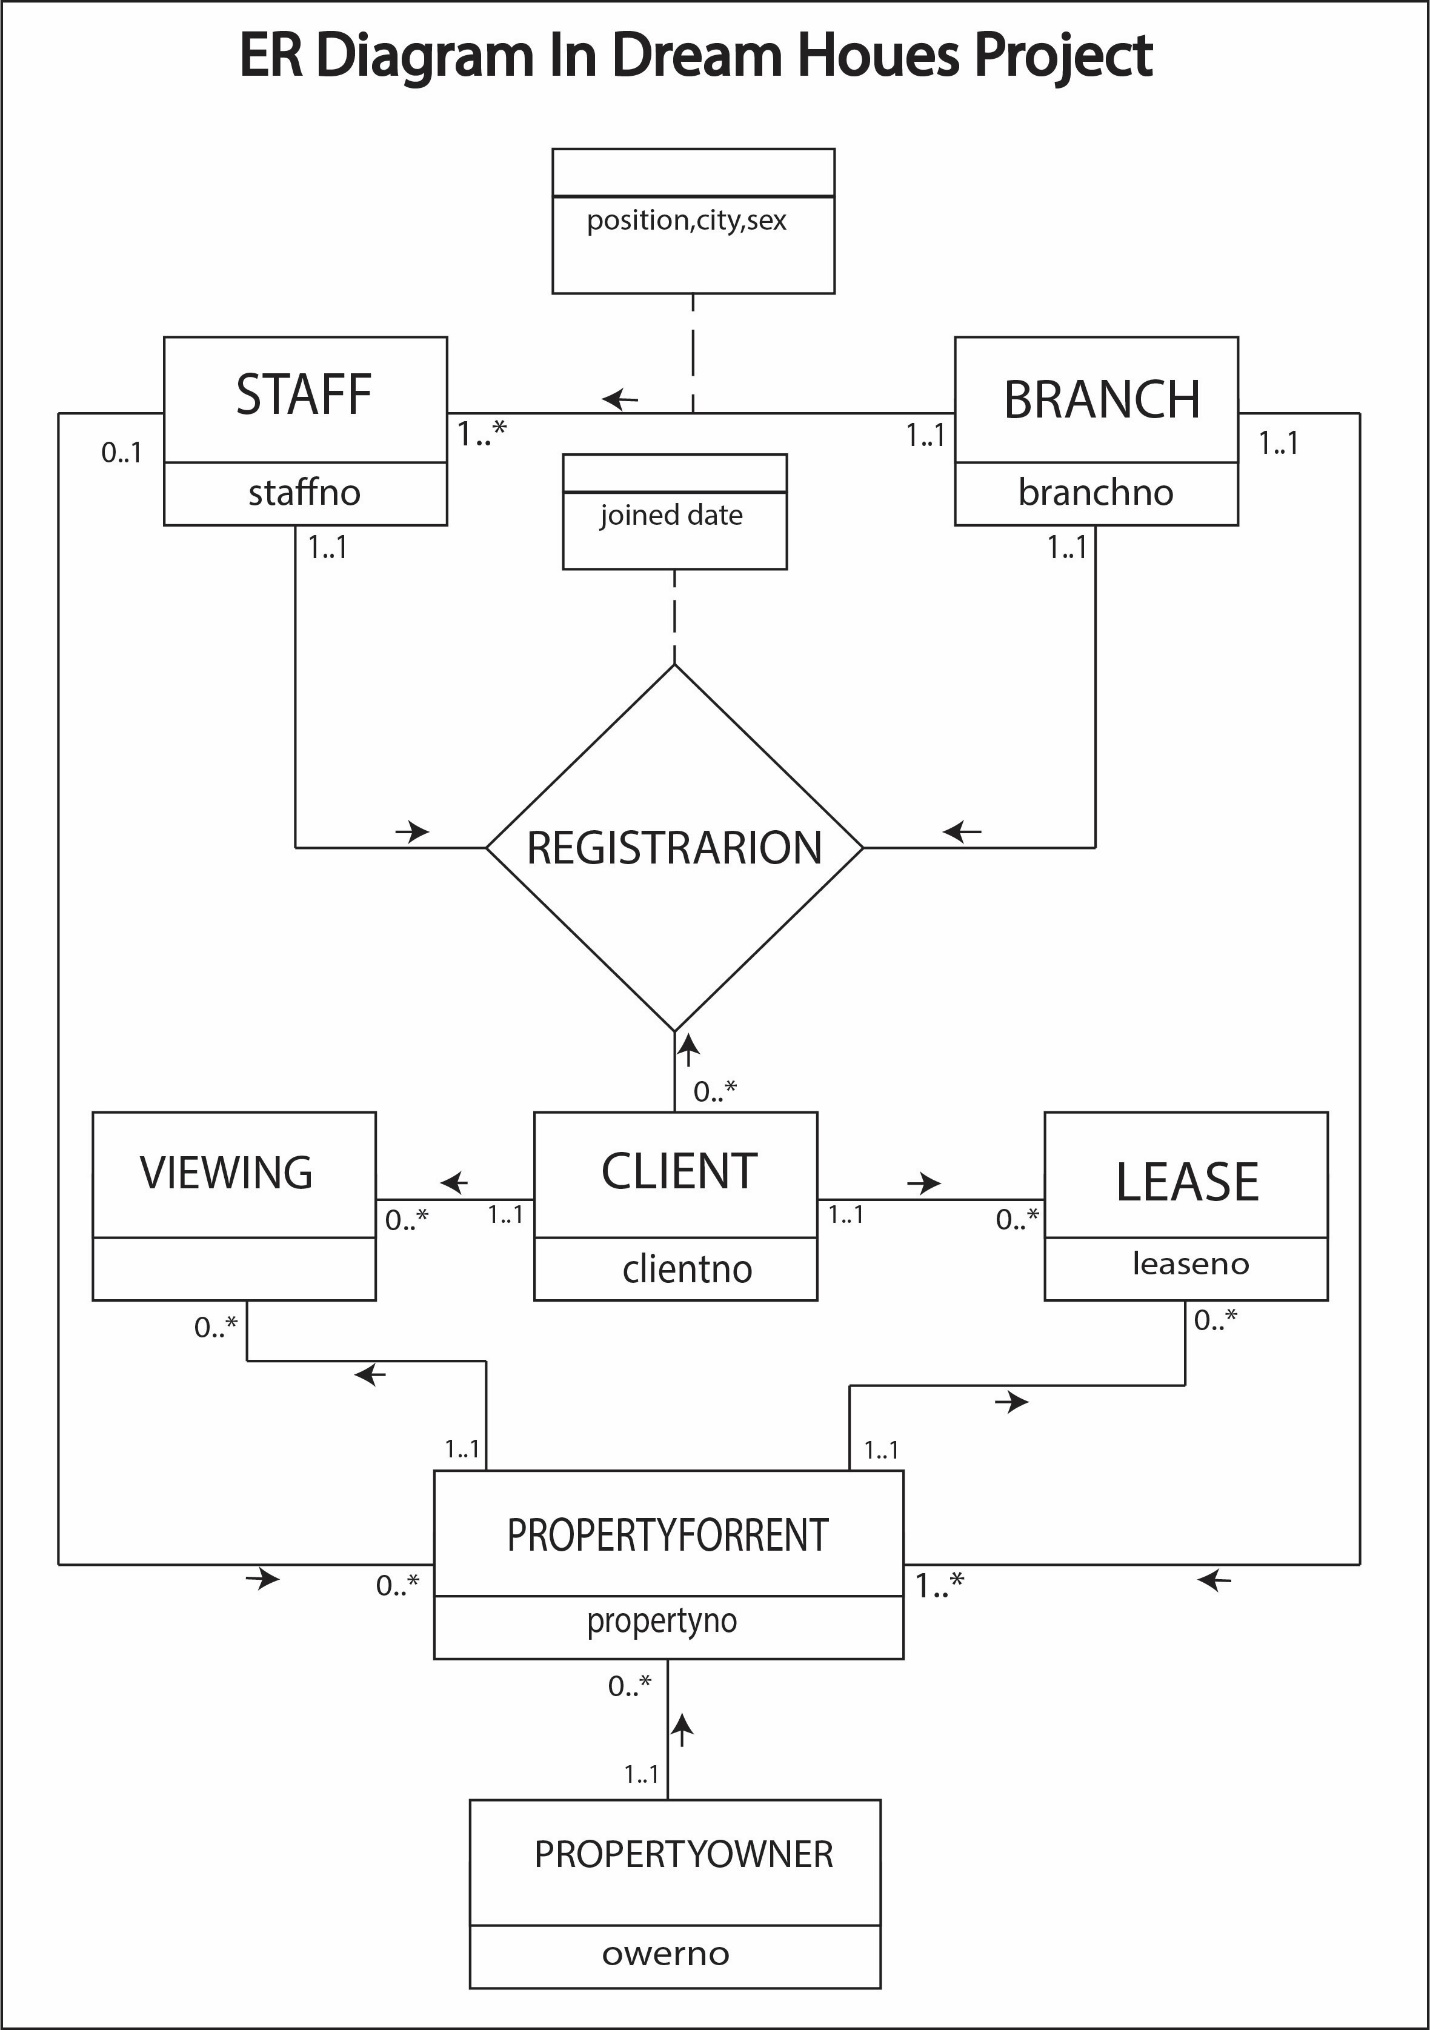 ER Diagram In Dream Houes Project
position,city,sex
STAFF
BRANCH
0..1
1..*
1..1
1..1
staffno
joined date
branchno
1..1
1..1
REGISTRARION
0..*
VIEWING
CLIENT
LEASE
0..*
1..1
1..1
0..*
clientno
leaseno
0..*
0..*
1..1
1..1
PROPERTYFORRENT
0..*
1..*
propertyno
0..*
1..1
PROPERTYOWNER
owerno